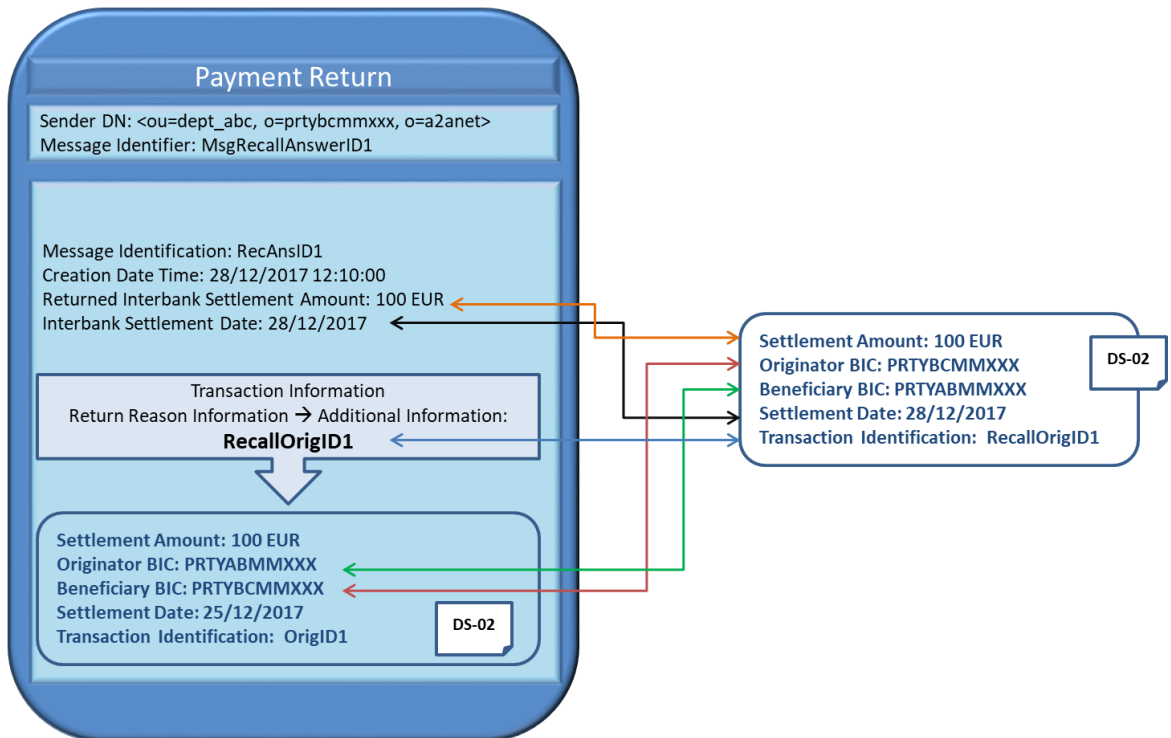 Payment Return
Sender DN: <ou=dept_abc, o=prtybcmmxxx, o=a2anet>
Message Identifier: MsgRecallAnswerID1
Message Identification: RecAnsID1
Creation Date Time: 28/12/2017 12:10:00
Returned Interbank Settlement Amount: 100 EUR
Interbank Settlement Date: 28/12/2017
Transaction Information
Return Reason Information → Additional Information:
RecallOrigID1
Settlement Amount: 100 EUR
Originator BIC: PRTYABMMXXX
Beneficiary BIC: PRTYBCMMXXX
Settlement Date: 25/12/2017
Transaction Identification: OrigID1
DS-02
Settlement Amount: 100 EUR
Originator BIC: PRTYBCMMXXX
Beneficiary BIC: PRTYABMMXXX
Settlement Date: 28/12/2017
Transaction Identification: RecallOrigID1
DS-02